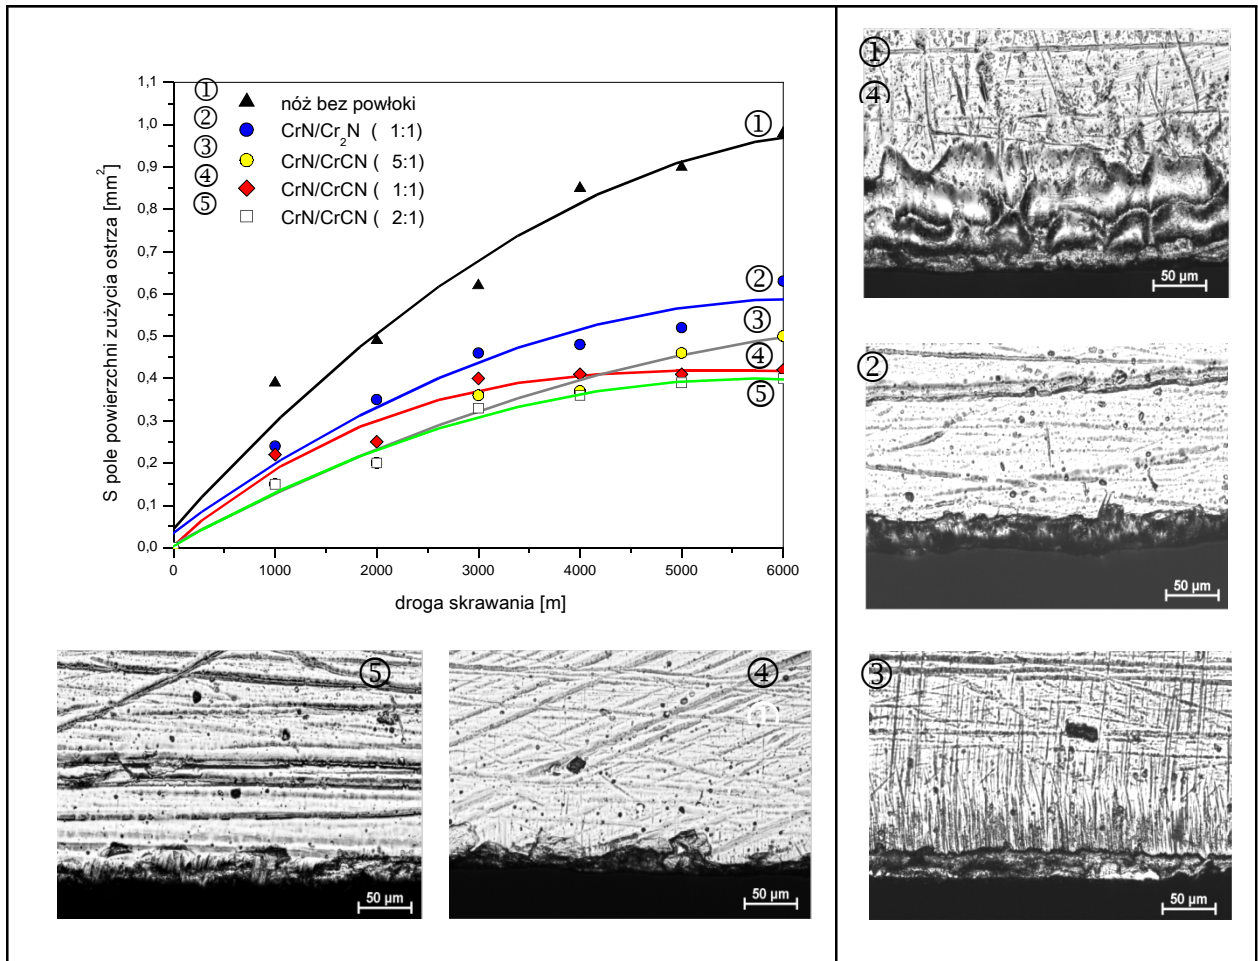 ①
②
③
④
⑤
nóż bez powłoki
CrN/Cr₂N ( 1:1)
CrN/CrCN ( 5:1)
CrN/CrCN ( 1:1)
CrN/CrCN ( 2:1)
S pole powierzchni zużycia ostrza [mm²]
1,1
1,0
0,9
0,8
0,7
0,6
0,5
0,4
0,3
0,2
0,1
0,0
①
②
③
④
⑤
0 1000 2000 3000 4000 5000 6000
droga skrawania [m]
①
④
50 µm
②
50 µm
⑤
50 µm
④
50 µm
③
50 µm